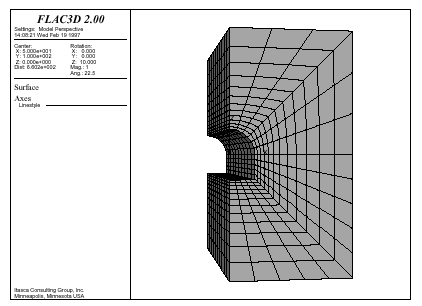 FLAC3D 2.00
Settings: Model Perspective
14:08:21 Wed Feb 19 1997
Center: Rotation:
X: 5.000e+001 X: 0.000
Y: 1.000e+002 Y: 0.000
Z: 0.000e+000 Z: 10.000
Dist: 6.602e+002 Mag.: 1
Ang.: 22.5
Surface
Axes
Linestyle
Itasca Consulting Group, Inc.
Minneapolis, Minnesota USA